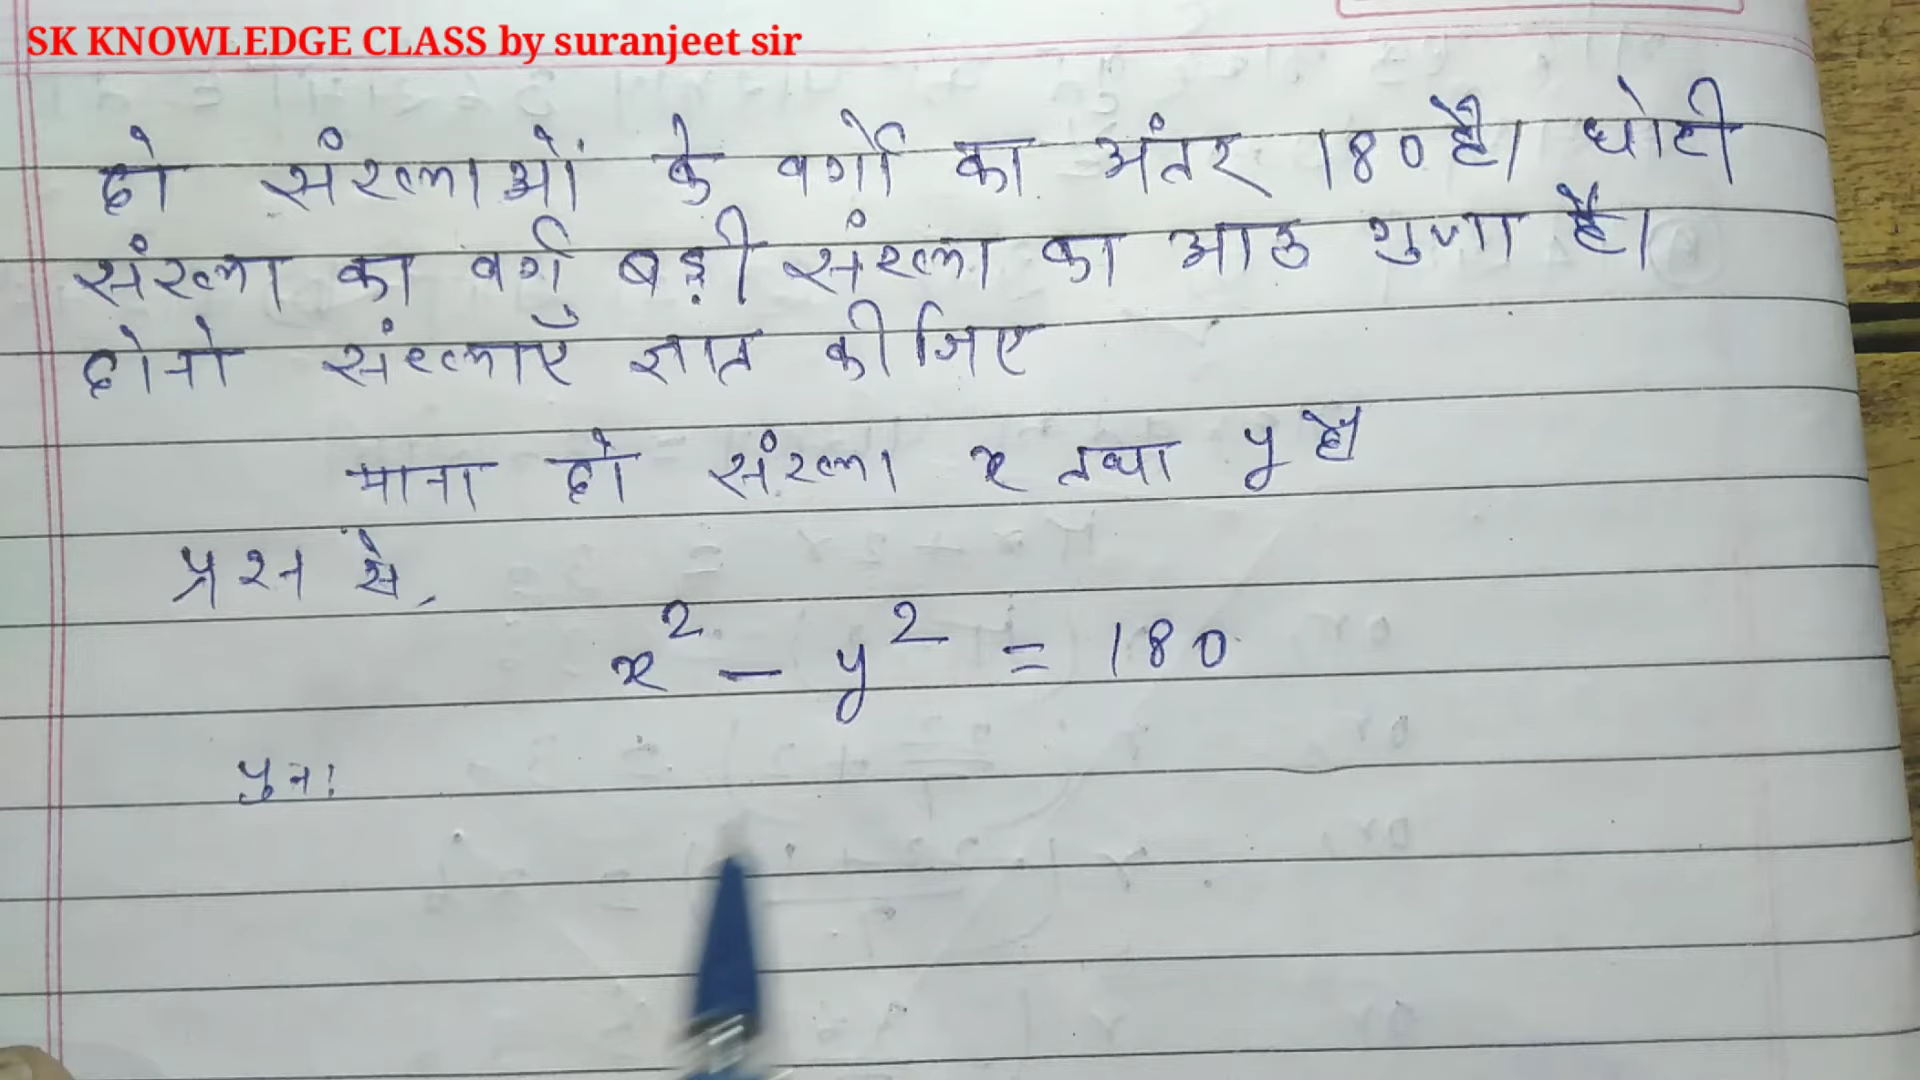 SK KNOWLEDGE CLASS by suranjeet sir
दो संख्याओं के वर्गों का अंतर 180 है। छोटी
संख्या का वर्ग बड़ी संख्या का आठ गुणा है।
दोनो संख्याएँ ज्ञात कीजिए
माना दो संख्या x तथा y है
प्रश्न से,
x² - y² = 180
पुनः